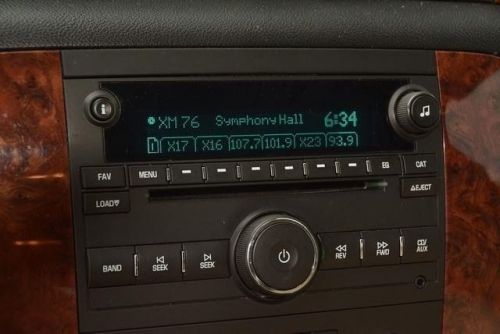 XM 76 Symphony Hall 6:34
1 X17 X16 107.7 101.9 X23 93.9
FAV MENU EQ CAT
LOAD EJECT
BAND SEEK SEEK REV FWD CD/
AUX